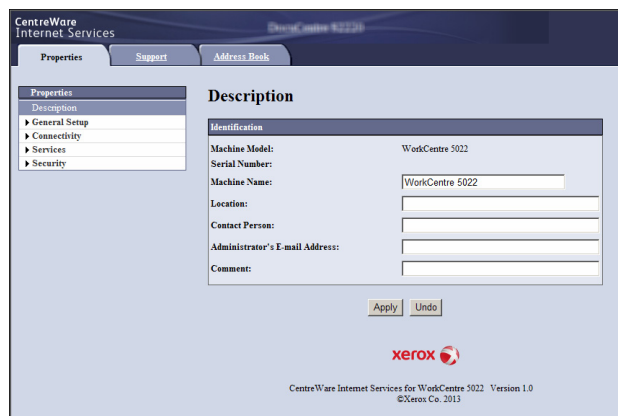 CentreWare
Internet Services
Properties Support Address Book
Properties
Description
General Setup
Connectivity
Services
Security
Description
Identification
Machine Model: WorkCentre 5022
Serial Number:
Machine Name: WorkCentre 5022
Location:
Contact Person:
Administrator's E-mail Address:
Comment:
Apply Undo
xerox
CentreWare Internet Services for WorkCentre 5022 Version 1.0
©Xerox Co. 2013